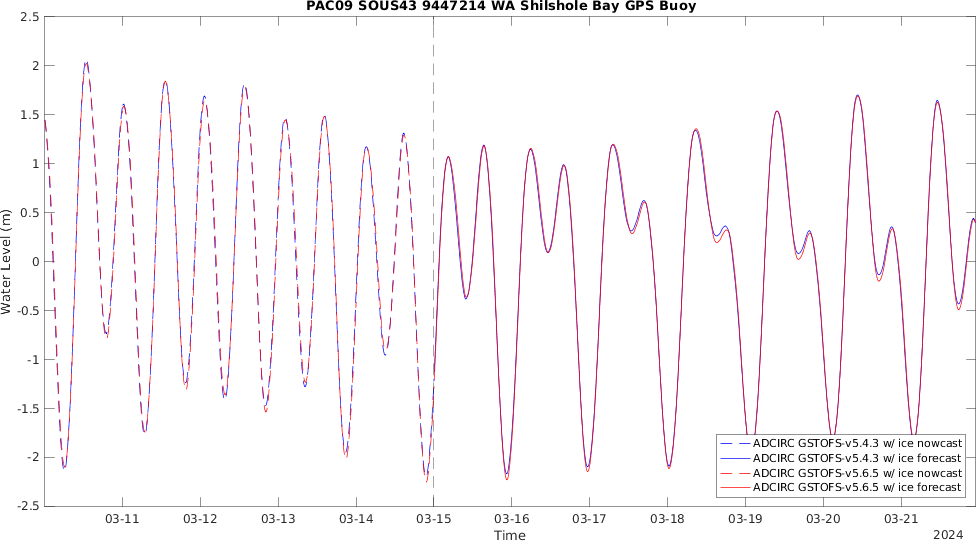 PAC09 SOUS43 9447214 WA Shilshole Bay GPS Buoy
2.5
2
1.5
1
0.5
0
-0.5
-1
-1.5
-2
-2.5
Water Level (m)
ADCIRC GSTOFS-v5.4.3 w/ ice nowcast
ADCIRC GSTOFS-v5.4.3 w/ ice forecast
ADCIRC GSTOFS-v5.6.5 w/ ice nowcast
ADCIRC GSTOFS-v5.6.5 w/ ice forecast
03-11 03-12 03-13 03-14 03-15 03-16 03-17 03-18 03-19 03-20 03-21
Time
2024